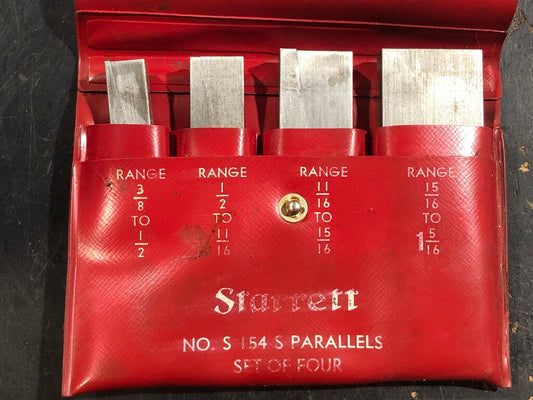 RANGE RANGE RANGE RANGE
3/8 1/2 11/16 15/16
TO TO TO TO
1/2 11/16 15/16 1 5/16
Starrett
NO. S 154 S PARALLELS
SET OF FOUR